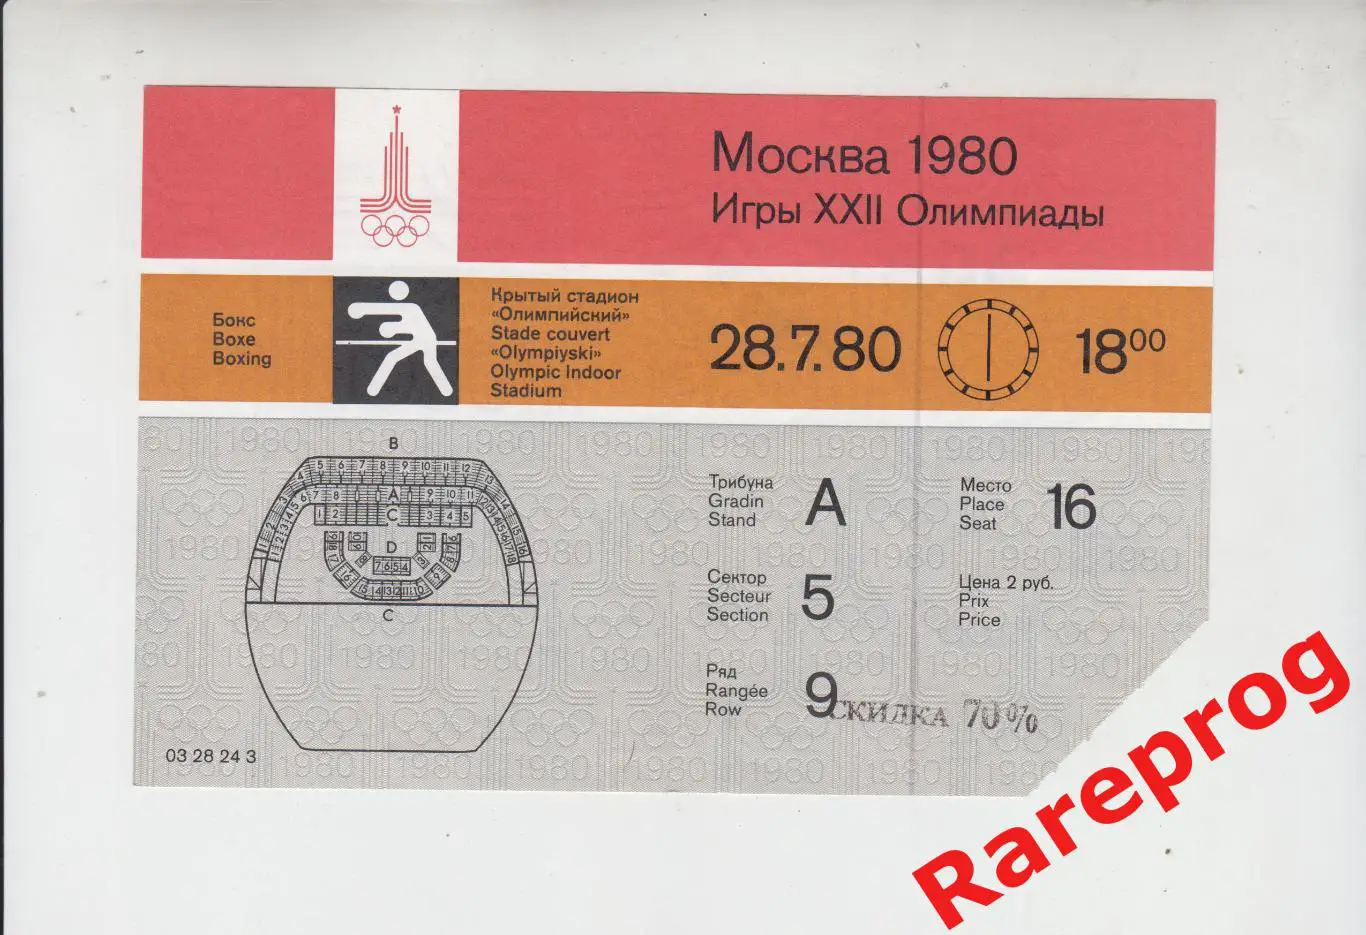 Москва 1980
Игры XXII Олимпиады
Бокс
Boxe
Boxing
Крытый стадион
«Олимпийский»
Stade couvert
«Olympiyski»
Olympic Indoor
Stadium
28.7.80
18⁰⁰
B
A
C
D
C
Трибуна
Gradin
Stand
A
Место
Place
Seat
16
Сектор
Secteur
Section
5
Цена 2 руб.
Prix
Price
Ряд
Rangée
Row
9
СКИДКА 70%
03 28 24 3
Rareprog